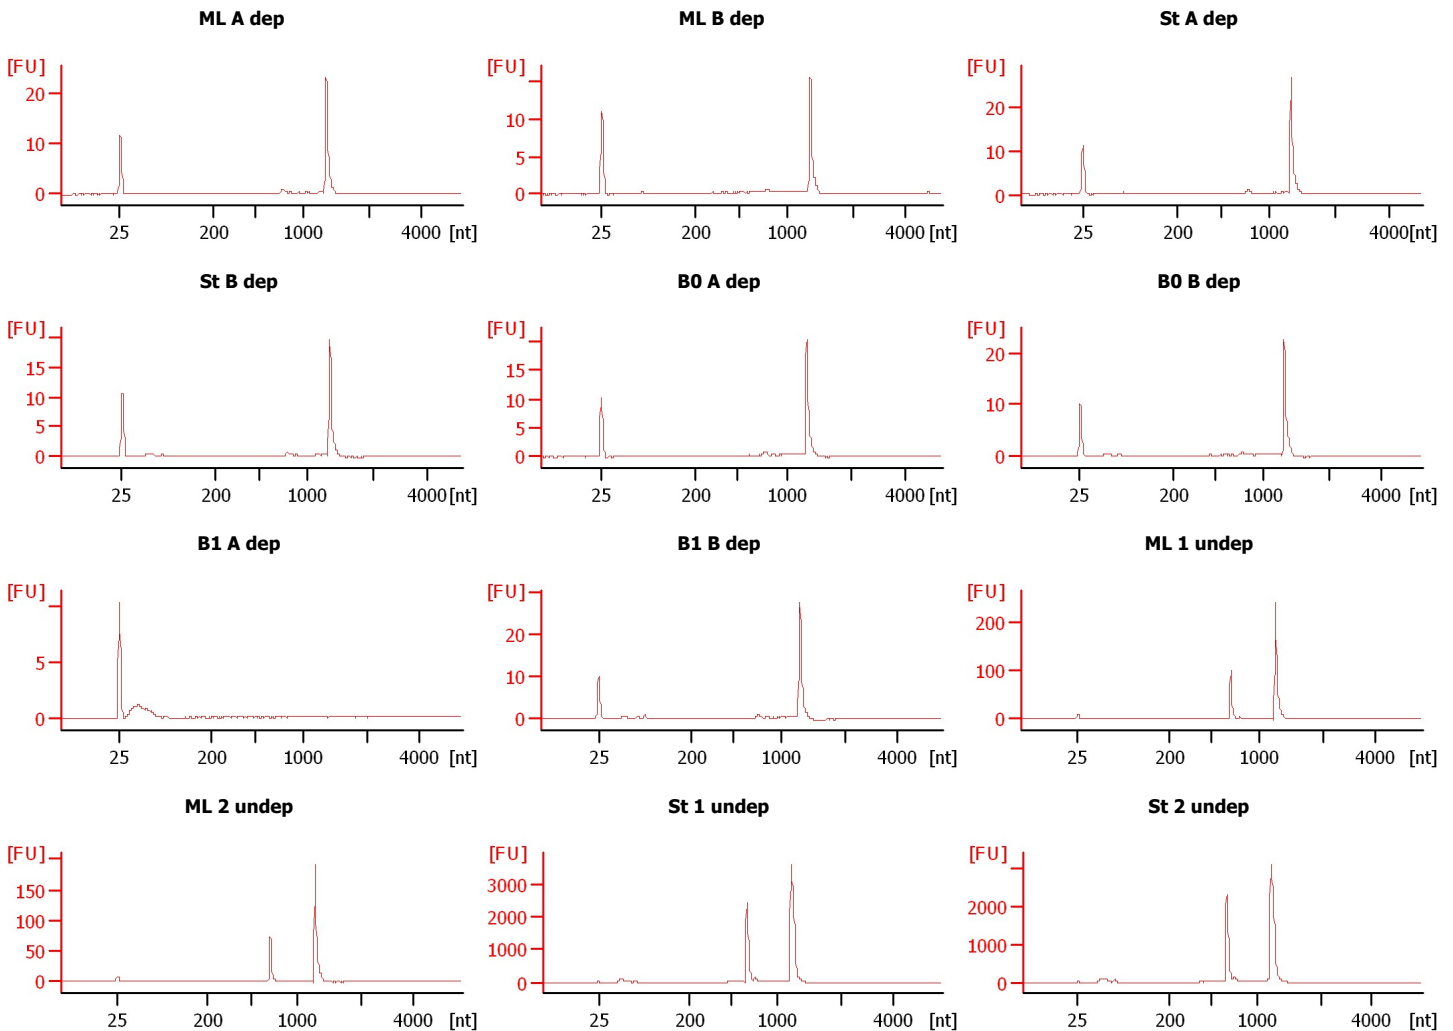 ML A dep ML B dep St A dep
[FU] [FU] [FU]
20 10 20
10 5 10
0 0 0
25 200 1000 4000 [nt] 25 200 1000 4000 [nt] 25 200 1000 4000[nt]
St B dep B0 A dep B0 B dep
[FU] [FU] [FU]
15 15 20
10 10 10
5 5
0 0 0
25 200 1000 4000 [nt] 25 200 1000 4000 [nt] 25 200 1000 4000 [nt]
B1 A dep B1 B dep ML 1 undep
[FU] [FU] [FU]
5 20 200
10 100
0 0 0
25 200 1000 4000 [nt] 25 200 1000 4000 [nt] 25 200 1000 4000 [nt]
ML 2 undep St 1 undep St 2 undep
[FU] [FU] [FU]
150 3000 2000
100 2000 1000
50 1000
0 0 0
25 200 1000 4000 [nt] 25 200 1000 4000 [nt] 25 200 1000 4000 [nt]